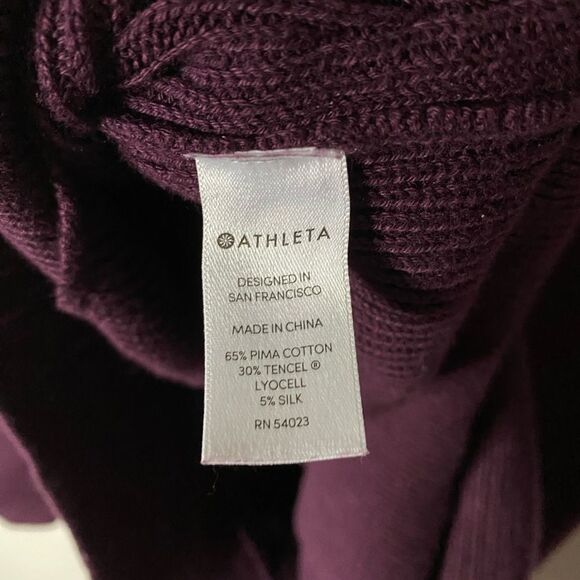 ATHLETA
DESIGNED IN
SAN FRANCISCO
MADE IN CHINA
65% PIMA COTTON
30% TENCEL ®
LYOCELL
5% SILK
RN 54023